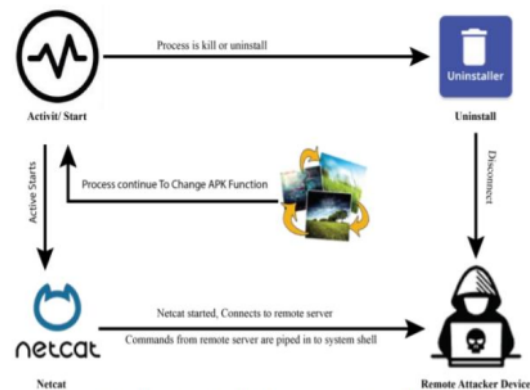 Process is kill or uninstall
Uninstaller
Activit/ Start
Uninstall
Process continue To Change APK Function
Active Starts
Disconnect
netcat
Netcat started, Connects to remote server
Commands from remote server are piped in to system shell
Netcat
Remote Attacker Device